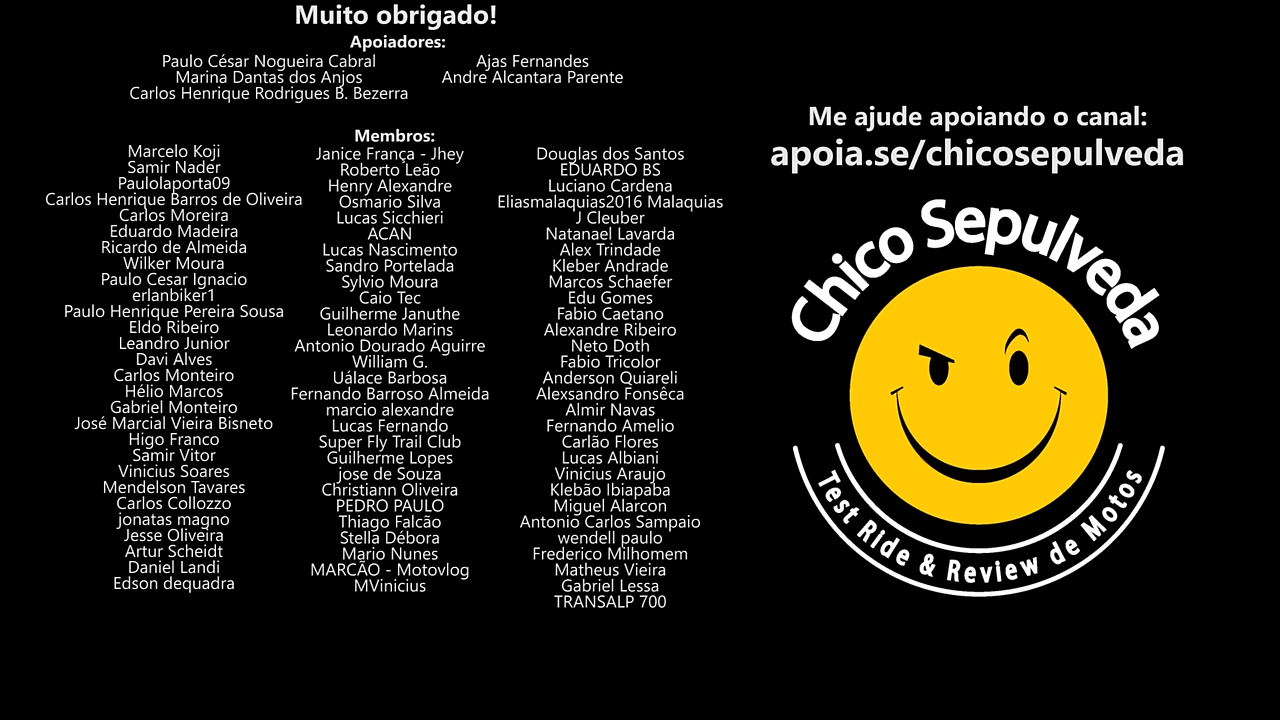 Muito obrigado!
Apoiadores:
Paulo César Nogueira Cabral
Marina Dantas dos Anjos
Carlos Henrique Rodrigues B. Bezerra
Ajas Fernandes
Andre Alcantara Parente
Membros:
Marcelo Koji
Samir Nader
Paulolaporta09
Carlos Henrique Barros de Oliveira
Carlos Moreira
Eduardo Madeira
Ricardo de Almeida
Wilker Moura
Paulo Cesar Ignacio
erlanbiker1
Paulo Henrique Pereira Sousa
Eldo Ribeiro
Leandro Junior
Davi Alves
Carlos Monteiro
Hélio Marcos
Gabriel Monteiro
José Marcial Vieira Bisneto
Higo Franco
Samir Vitor
Vinicius Soares
Mendelson Tavares
Carlos Collozzo
jonatas magno
Jesse Oliveira
Artur Scheidt
Daniel Landi
Edson dequadra
Janice França - Jhey
Roberto Leão
Henry Alexandre
Osmario Silva
Lucas Sicchieri
ACAN
Lucas Nascimento
Sandro Portelada
Sylvio Moura
Caio Tec
Guilherme Januthe
Leonardo Marins
Antonio Dourado Aguirre
William G.
Uálace Barbosa
Fernando Barroso Almeida
marcio alexandre
Lucas Fernando
Super Fly Trail Club
Guilherme Lopes
jose de Souza
Christiann Oliveira
PEDRO PAULO
Thiago Falcão
Stella Débora
Mario Nunes
MARCÃO - Motovlog
MVinicius
Douglas dos Santos
EDUARDO BS
Luciano Cardena
Eliasmalaquias2016 Malaquias
J Cleuber
Natanael Lavarda
Alex Trindade
Kleber Andrade
Marcos Schaefer
Edu Gomes
Fabio Caetano
Alexandre Ribeiro
Neto Doth
Fabio Tricolor
Anderson Quiareli
Alexsandro Fonsêca
Almir Navas
Fernando Amelio
Carlão Flores
Lucas Albiani
Vinicius Araujo
Klebão Ibiapaba
Miguel Alarcon
Antonio Carlos Sampaio
wendell paulo
Frederico Milhomem
Matheus Vieira
Gabriel Lessa
TRANSALP 700
Me ajude apoiando o canal:
apoia.se/chicosepulveda
Chico Sepulveda
Test Ride & Review de Motos